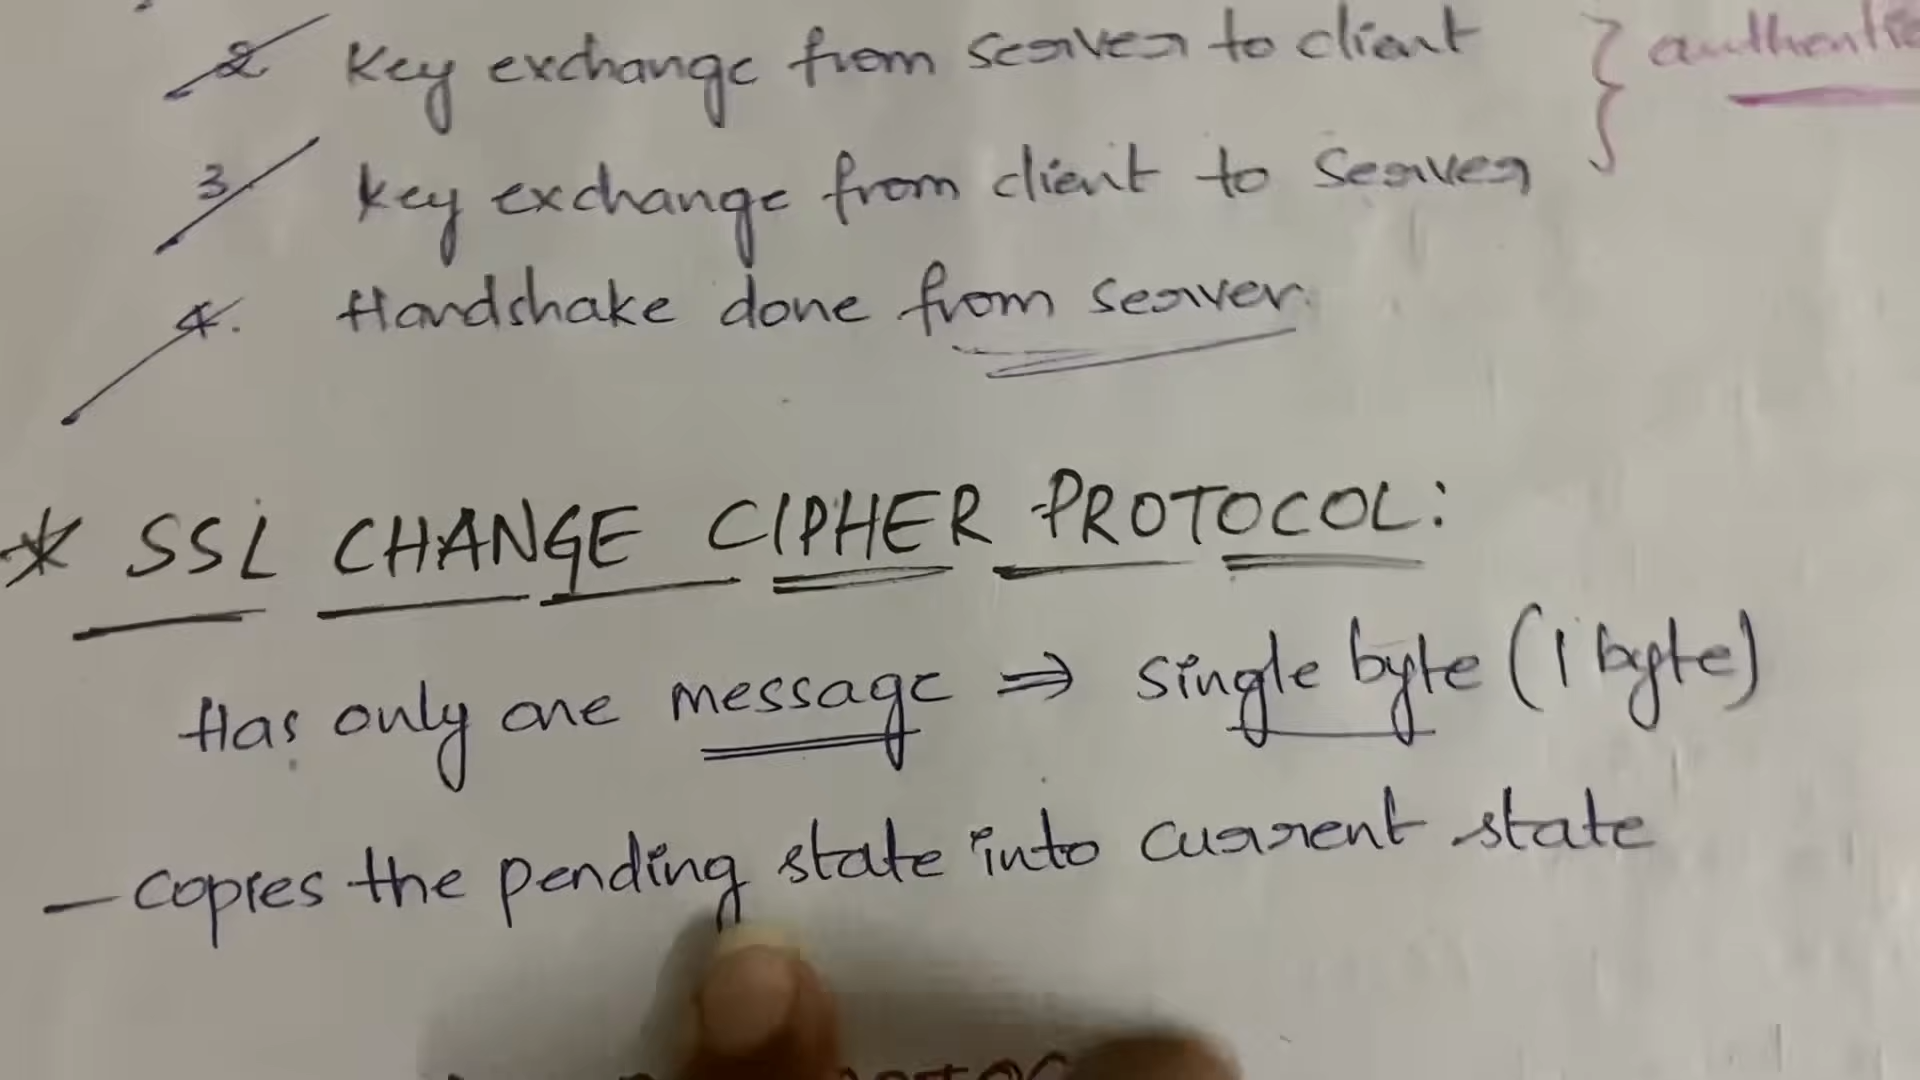 2 Key exchange from server to client } authentic
3 Key exchange from client to Server
4. Handshake done from server.
* SSL CHANGE CIPHER PROTOCOL:
Has only one message ⇒ single byte (1 byte)
- copies the pending state into current state